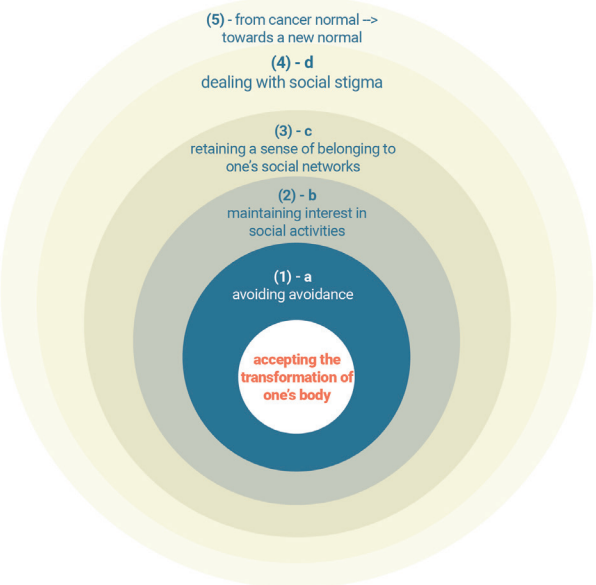 (5) - from cancer normal -->
towards a new normal
(4) - d
dealing with social stigma
(3) - c
retaining a sense of belonging to
one's social networks
(2) - b
maintaining interest in
social activities
(1) - a
avoiding avoidance
accepting the
transformation of
one's body